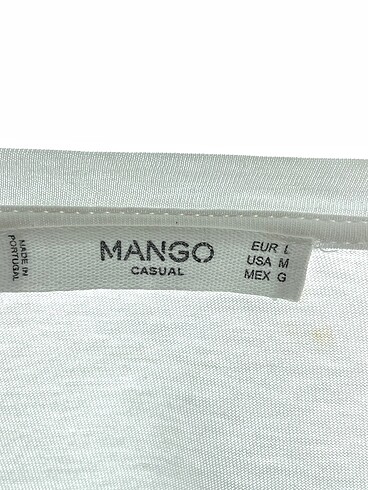 MADE IN
PORTUGAL
MANGO
CASUAL
EUR L
USA M
MEX G